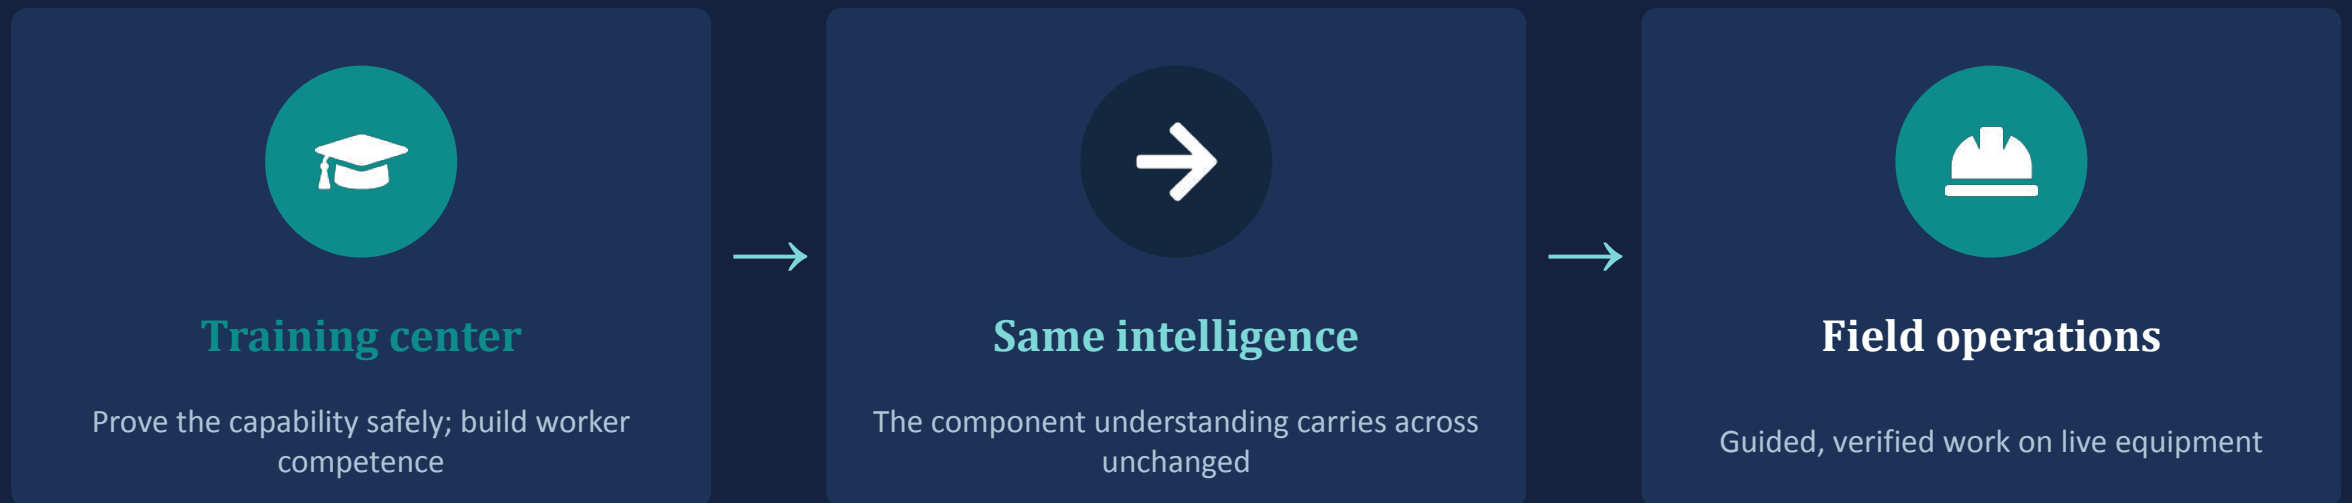 Training center
Prove the capability safely; build worker
competence
→
Same intelligence
The component understanding carries across
unchanged
→
Field operations
Guided, verified work on live equipment